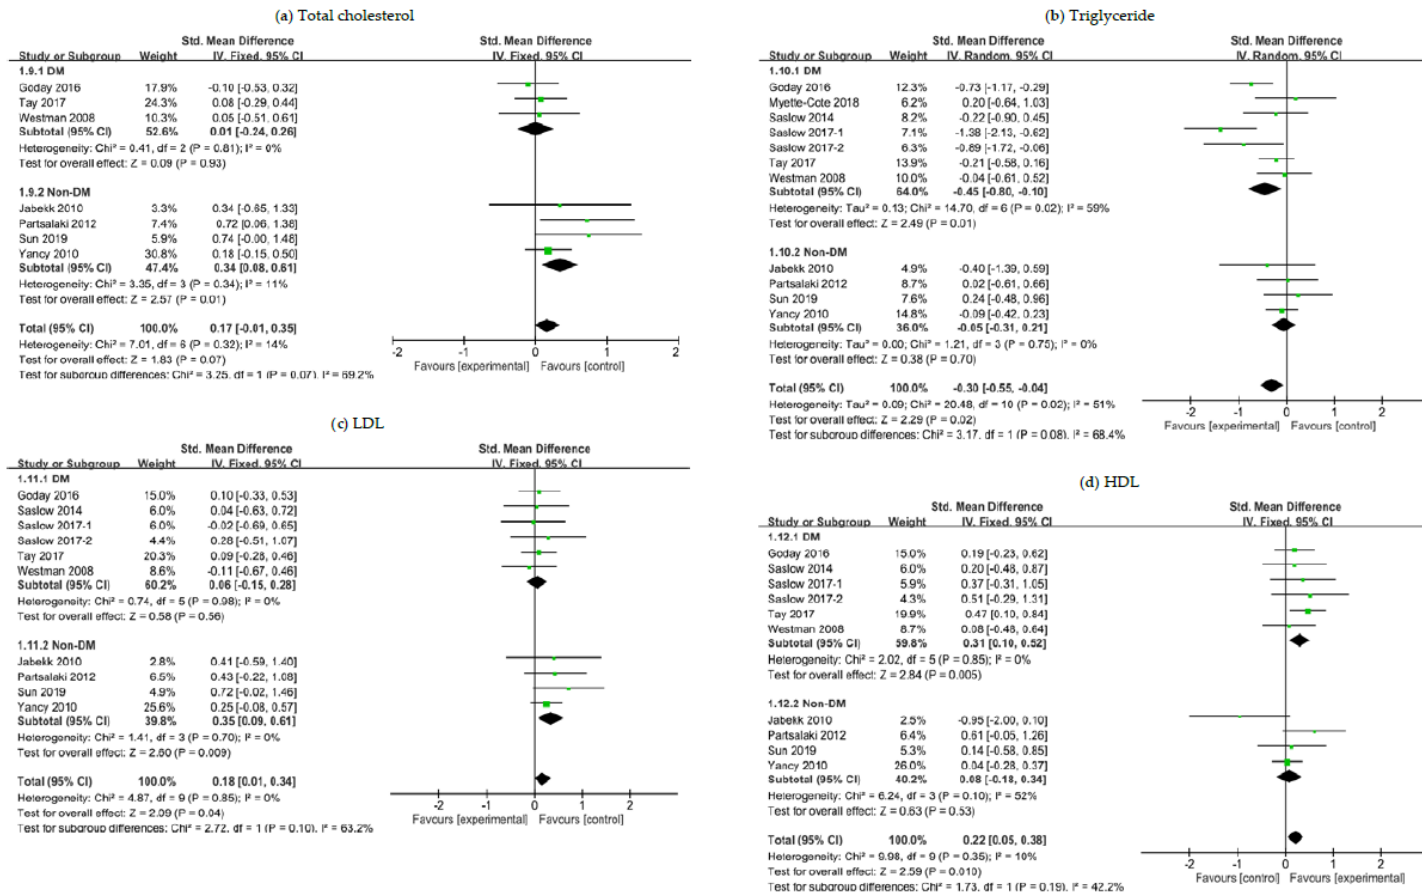 (a) Total cholesterol
Std. Mean Difference Std. Mean Difference
Study or Subgroup Weight IV. Fixed. 95% CI IV. Fixed. 95% CI
1.9.1 DM
Goday 2016 17.9% -0.10 [-0.53, 0.32]
Tay 2017 24.3% 0.08 [-0.29, 0.44]
Westman 2008 10.3% 0.05 [-0.51, 0.61]
Subtotal (95% CI) 52.6% 0.01 [-0.24, 0.26]
Heterogeneity: Chi² = 0.41, df = 2 (P = 0.81); I² = 0%
Test for overall effect: Z = 0.09 (P = 0.93)
1.9.2 Non-DM
Jabekk 2010 3.3% 0.34 [-0.65, 1.33]
Partsalaki 2012 7.4% 0.72 [0.06, 1.38]
Sun 2019 5.9% 0.74 [-0.00, 1.48]
Yancy 2010 30.8% 0.18 [-0.15, 0.50]
Subtotal (95% CI) 47.4% 0.34 [0.08, 0.61]
Heterogeneity: Chi² = 3.35, df = 3 (P = 0.34); I² = 11%
Test for overall effect: Z = 2.57 (P = 0.01)
Total (95% CI) 100.0% 0.17 [-0.01, 0.35]
Heterogeneity: Chi² = 7.01, df = 6 (P = 0.32); I² = 14%
Test for overall effect: Z = 1.83 (P = 0.07)
Test for subgroup differences: Chi² = 3.25, df = 1 (P = 0.07), I² = 69.2%
-2 -1 0 1 2
Favours [experimental] Favours [control]
(b) Triglyceride
Std. Mean Difference Std. Mean Difference
Study or Subgroup Weight IV. Random. 95% CI IV. Random. 95% CI
1.10.1 DM
Goday 2016 12.3% -0.73 [-1.17, -0.29]
Myette-Cote 2018 6.2% 0.20 [-0.64, 1.03]
Saslow 2014 8.2% -0.22 [-0.90, 0.45]
Saslow 2017-1 7.1% -1.38 [-2.13, -0.62]
Saslow 2017-2 6.3% -0.89 [-1.72, -0.06]
Tay 2017 13.9% -0.21 [-0.58, 0.16]
Westman 2008 10.0% -0.04 [-0.61, 0.52]
Subtotal (95% CI) 64.0% -0.45 [-0.80, -0.10]
Heterogeneity: Tau² = 0.13; Chi² = 14.70, df = 6 (P = 0.02); I² = 59%
Test for overall effect: Z = 2.49 (P = 0.01)
1.10.2 Non-DM
Jabekk 2010 4.9% -0.40 [-1.39, 0.59]
Partsalaki 2012 8.7% 0.02 [-0.61, 0.66]
Sun 2019 7.6% 0.24 [-0.48, 0.96]
Yancy 2010 14.8% -0.09 [-0.42, 0.23]
Subtotal (95% CI) 36.0% -0.05 [-0.31, 0.21]
Heterogeneity: Tau² = 0.00; Chi² = 1.21, df = 3 (P = 0.75); I² = 0%
Test for overall effect: Z = 0.38 (P = 0.70)
Total (95% CI) 100.0% -0.30 [-0.55, -0.04]
Heterogeneity: Tau² = 0.09; Chi² = 20.48, df = 10 (P = 0.02); I² = 51%
Test for overall effect: Z = 2.29 (P = 0.02)
Test for subgroup differences: Chi² = 3.17, df = 1 (P = 0.08), I² = 68.4%
-2 -1 0 1 2
Favours [experimental] Favours [control]
(c) LDL
Std. Mean Difference Std. Mean Difference
Study or Subgroup Weight IV. Fixed. 95% CI IV. Fixed. 95% CI
1.11.1 DM
Goday 2016 15.0% 0.10 [-0.33, 0.53]
Saslow 2014 6.0% 0.04 [-0.63, 0.72]
Saslow 2017-1 6.0% -0.02 [-0.69, 0.65]
Saslow 2017-2 4.4% 0.28 [-0.51, 1.07]
Tay 2017 20.3% 0.09 [-0.28, 0.46]
Westman 2008 8.6% -0.11 [-0.67, 0.46]
Subtotal (95% CI) 60.2% 0.06 [-0.15, 0.28]
Heterogeneity: Chi² = 0.74, df = 5 (P = 0.98); I² = 0%
Test for overall effect: Z = 0.58 (P = 0.56)
1.11.2 Non-DM
Jabekk 2010 2.8% 0.41 [-0.59, 1.40]
Partsalaki 2012 6.5% 0.43 [-0.22, 1.08]
Sun 2019 4.9% 0.72 [-0.02, 1.46]
Yancy 2010 25.6% 0.25 [-0.08, 0.57]
Subtotal (95% CI) 39.8% 0.35 [0.09, 0.61]
Heterogeneity: Chi² = 1.41, df = 3 (P = 0.70); I² = 0%
Test for overall effect: Z = 2.60 (P = 0.009)
Total (95% CI) 100.0% 0.18 [0.01, 0.34]
Heterogeneity: Chi² = 4.87, df = 9 (P = 0.85); I² = 0%
Test for overall effect: Z = 2.09 (P = 0.04)
Test for subgroup differences: Chi² = 2.72, df = 1 (P = 0.10), I² = 63.2%
-2 -1 0 1 2
Favours [experimental] Favours [control]
(d) HDL
Std. Mean Difference Std. Mean Difference
Study or Subgroup Weight IV. Fixed. 95% CI IV. Fixed. 95% CI
1.12.1 DM
Goday 2016 15.0% 0.19 [-0.23, 0.62]
Saslow 2014 6.0% 0.20 [-0.48, 0.87]
Saslow 2017-1 5.9% 0.37 [-0.31, 1.05]
Saslow 2017-2 4.3% 0.51 [-0.29, 1.31]
Tay 2017 19.9% 0.47 [0.10, 0.84]
Westman 2008 8.7% 0.08 [-0.48, 0.64]
Subtotal (95% CI) 59.8% 0.31 [0.10, 0.52]
Heterogeneity: Chi² = 2.02, df = 5 (P = 0.85); I² = 0%
Test for overall effect: Z = 2.84 (P = 0.005)
1.12.2 Non-DM
Jabekk 2010 2.5% -0.95 [-2.00, 0.10]
Partsalaki 2012 6.4% 0.61 [-0.05, 1.26]
Sun 2019 5.3% 0.14 [-0.58, 0.85]
Yancy 2010 26.0% 0.04 [-0.28, 0.37]
Subtotal (95% CI) 40.2% 0.08 [-0.18, 0.34]
Heterogeneity: Chi² = 6.24, df = 3 (P = 0.10); I² = 52%
Test for overall effect: Z = 0.63 (P = 0.53)
Total (95% CI) 100.0% 0.22 [0.05, 0.38]
Heterogeneity: Chi² = 9.98, df = 9 (P = 0.35); I² = 10%
Test for overall effect: Z = 2.59 (P = 0.010)
Test for subgroup differences: Chi² = 1.73, df = 1 (P = 0.19), I² = 42.2%
-2 -1 0 1 2
Favours [control] Favours [experimental]